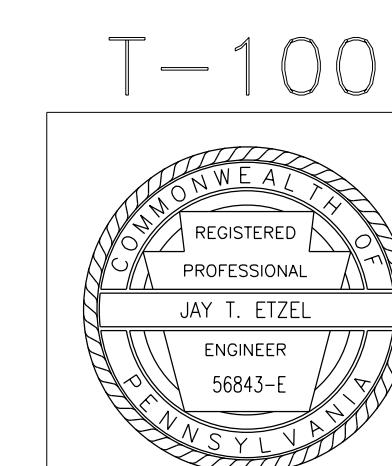 T-100
COMMONWEALTH OF
REGISTERED
PROFESSIONAL
JAY T. ETZEL
ENGINEER
56843-E
PENNSYLVANIA